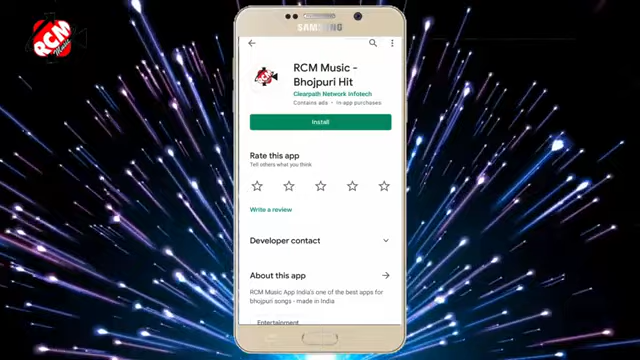 RCM
Music
SAMSUNG
RCM Music -
Bhojpuri Hit
Clearpath Network Infotech
Contains ads • In-app purchases
Install
Rate this app
Tell others what you think
Write a review
Developer contact
About this app
RCM Music App india's one of the best apps for
bhojpuri songs - made in India
Entertainment